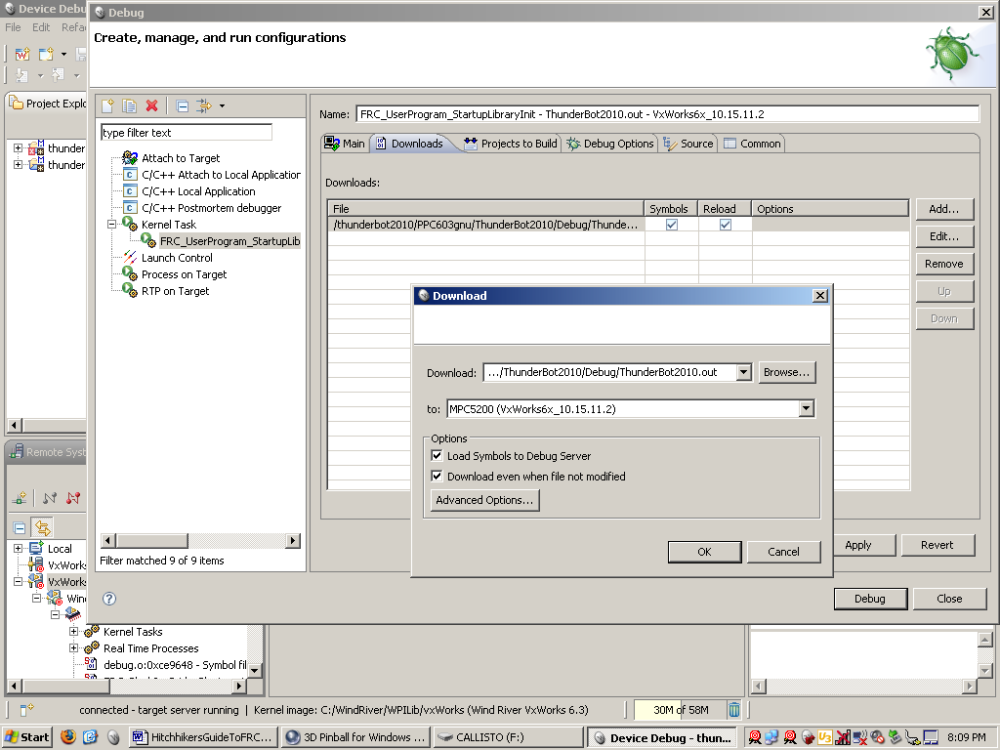 Device Debu
Debug
File Edit Refa
Create, manage, and run configurations
Project Explo
thunder
thunder
type filter text
Attach to Target
C/C++ Attach to Local Application
C/C++ Local Application
C/C++ Postmortem debugger
Kernel Task
FRC_UserProgram_StartupLib
Launch Control
Process on Target
RTP on Target
Filter matched 9 of 9 items
Name: FRC_UserProgram_StartupLibraryInit - ThunderBot2010.out - VxWorks6x_10.15.11.2
Main Downloads Projects to Build Debug Options Source Common
Downloads:
File Symbols Reload Options
/thunderbot2010/PPC603gnu/ThunderBot2010/Debug/Thunde...
Add...
Edit...
Remove
Up
Down
Download
Download: .../ThunderBot2010/Debug/ThunderBot2010.out Browse...
to: MPC5200 (VxWorks6x_10.15.11.2)
Options
Load Symbols to Debug Server
Download even when file not modified
Advanced Options...
OK Cancel
Apply Revert
Debug Close
Remote Syst
Local
VxWorks
VxWorks
Wind
Kernel Tasks
Real Time Processes
debug.o:0xce9648 - Symbol fil
connected - target server running Kernel image: C:/WindRiver/WPILib/vxWorks (Wind River VxWorks 6.3) 30M of 58M
Start HitchhikersGuideToFRC... 3D Pinball for Windows ... CALLISTO (F:) Device Debug - thun... 8:09 PM